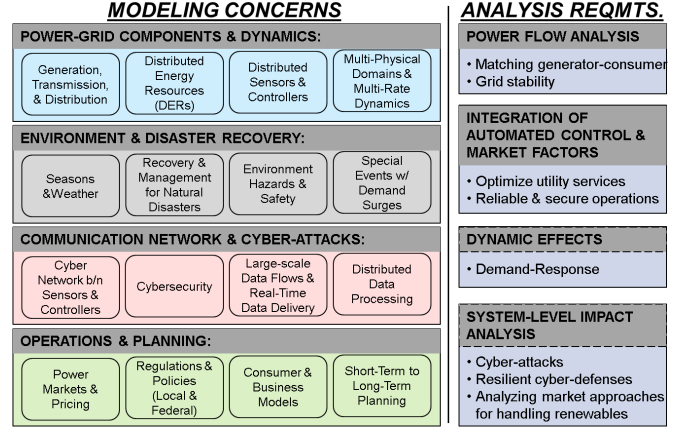 MODELING CONCERNS
POWER-GRID COMPONENTS & DYNAMICS:
Generation,
Transmission,
& Distribution
Distributed
Energy
Resources
(DERs)
Distributed
Sensors &
Controllers
Multi-Physical
Domains &
Multi-Rate
Dynamics
ENVIRONMENT & DISASTER RECOVERY:
Seasons
&Weather
Recovery &
Management
for Natural
Disasters
Environment
Hazards &
Safety
Special
Events w/
Demand
Surges
COMMUNICATION NETWORK & CYBER-ATTACKS:
Cyber
Network b/n
Sensors &
Controllers
Cybersecurity
Large-scale
Data Flows &
Real-Time
Data Delivery
Distributed
Data
Processing
OPERATIONS & PLANNING:
Power
Markets &
Pricing
Regulations &
Policies
(Local &
Federal)
Consumer &
Business
Models
Short-Term to
Long-Term
Planning
ANALYSIS REQMTS.
POWER FLOW ANALYSIS
• Matching generator-consumer
• Grid stability
INTEGRATION OF
AUTOMATED CONTROL &
MARKET FACTORS
• Optimize utility services
• Reliable & secure operations
DYNAMIC EFFECTS
• Demand-Response
SYSTEM-LEVEL IMPACT
ANALYSIS
• Cyber-attacks
• Resilient cyber-defenses
• Analyzing market approaches
for handling renewables